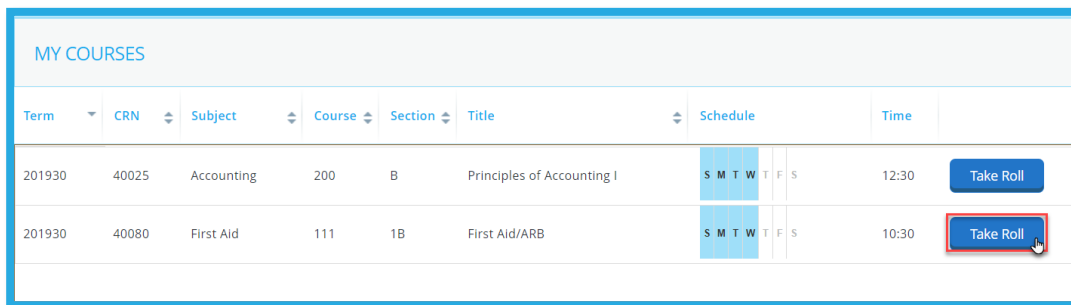 MY COURSES
Term CRN Subject Course Section Title Schedule Time
201930 40025 Accounting 200 B Principles of Accounting I S M T W T F S 12:30 Take Roll
201930 40080 First Aid 111 1B First Aid/ARB S M T W T F S 10:30 Take Roll